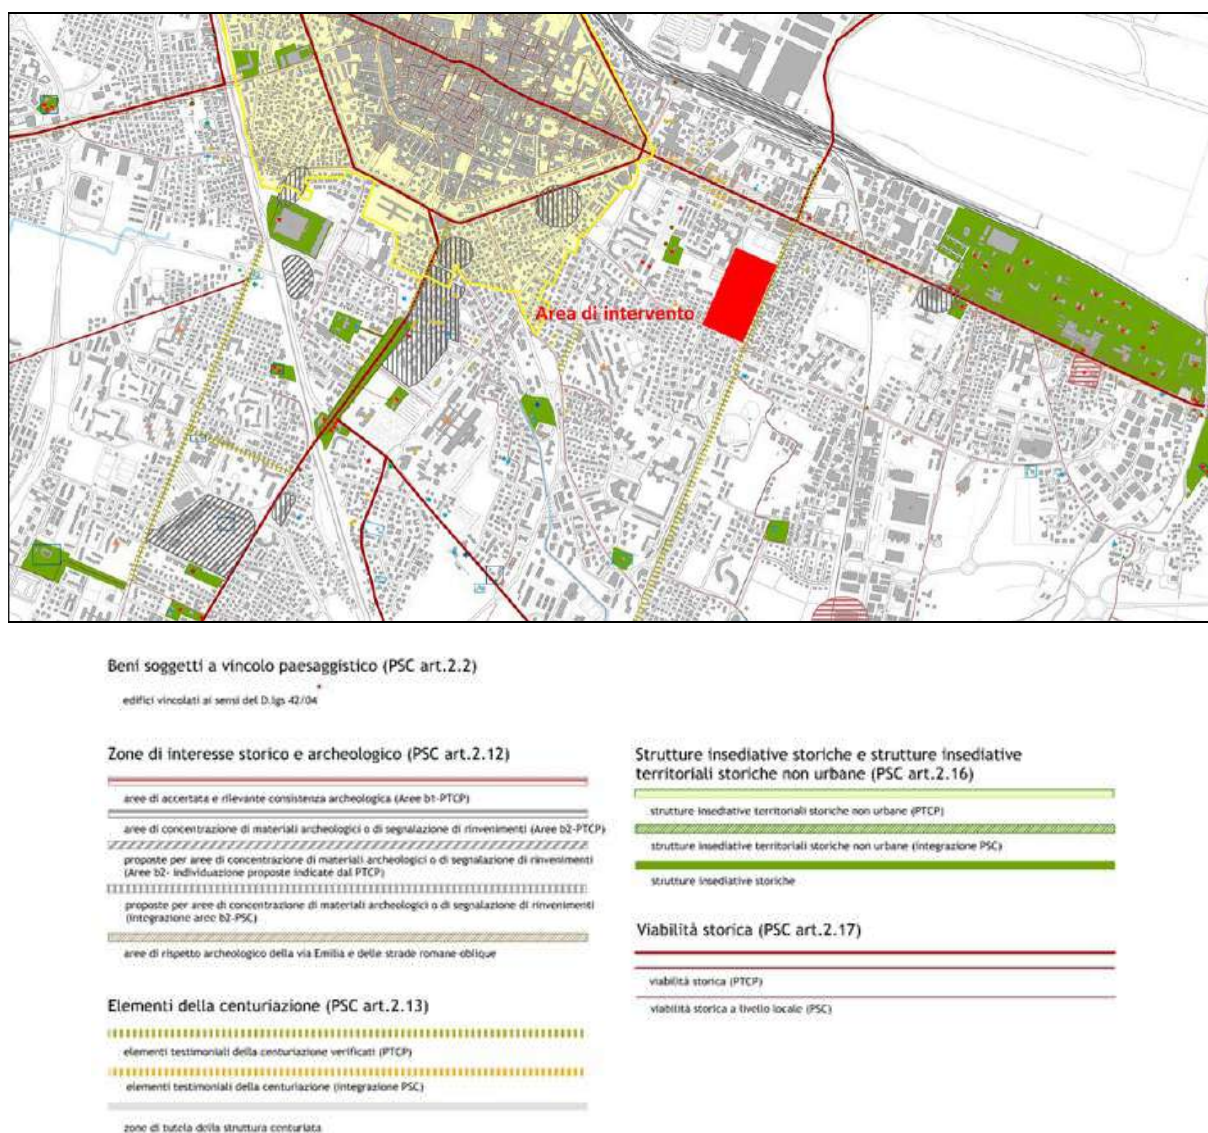 Area di intervento
Beni soggetti a vincolo paesaggistico (PSC art.2.2)
edifici vincolati ai sensi del D.lgs 42/04
Zone di interesse storico e archeologico (PSC art.2.12)
aree di accertata e rilevante consistenza archeologica (Aree b1-PTCP)
aree di concentrazione di materiali archeologici o di segnalazione di rinvenimenti (Aree b2-PTCP)
proposte per aree di concentrazione di materiali archeologici o di segnalazione di rinvenimenti
(Aree b2- individuazione proposte indicate dal PTCP)
proposte per aree di concentrazione di materiali archeologici o di segnalazione di rinvenimenti
(integrazione aree b2-PSC)
aree di rispetto archeologico della via Emilia e delle strade romane oblique
Elementi della centuriazione (PSC art.2.13)
elementi testimoniali della centuriazione verificati (PTCP)
elementi testimoniali della centuriazione (integrazione PSC)
zone di tutela della struttura centuriata
Strutture insediative storiche e strutture insediative
territoriali storiche non urbane (PSC art.2.16)
strutture insediative territoriali storiche non urbane (PTCP)
strutture insediative territoriali storiche non urbane (integrazione PSC)
strutture insediative storiche
Viabilità storica (PSC art.2.17)
viabilità storica (PTCP)
viabilità storica a livello locale (PSC)